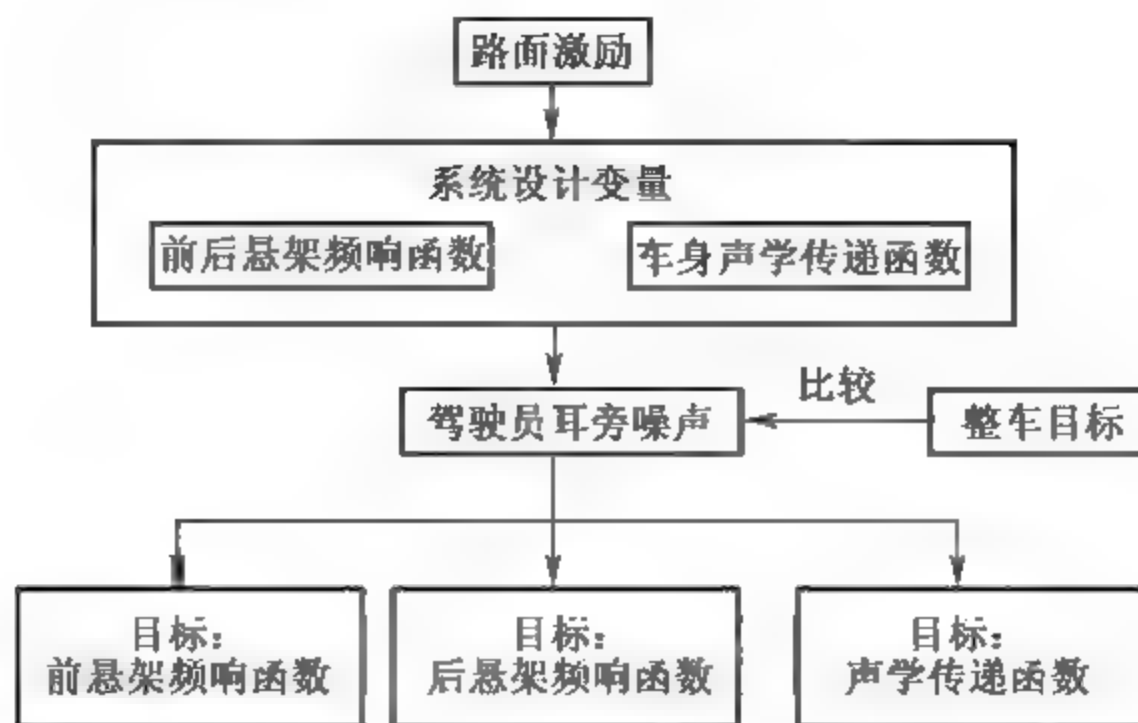 路面激励
系统设计变量
前后悬架频响函数
车身声学传递函数
比较
驾驶员耳旁噪声
整车目标
目标：
前悬架频响函数
目标：
后悬架频响函数
目标：
声学传递函数